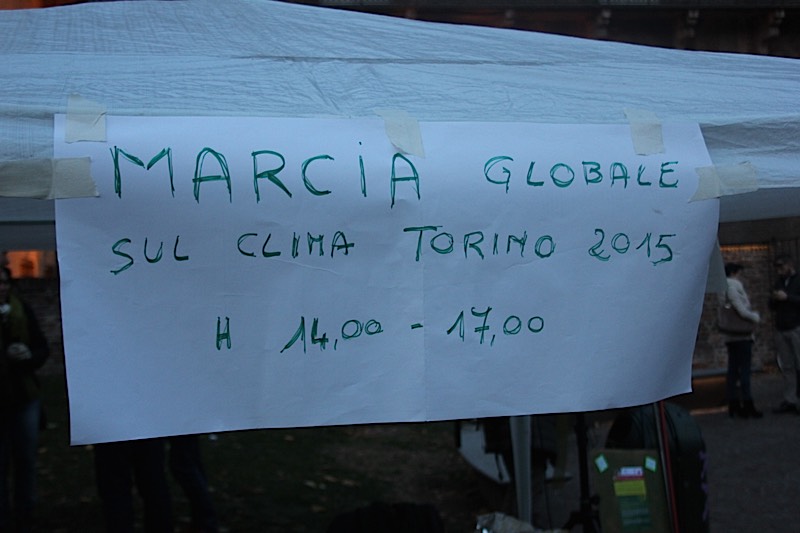 MARCIA GLOBALE
SUL CLIMA TORINO 2015
H 14,00 - 17,00